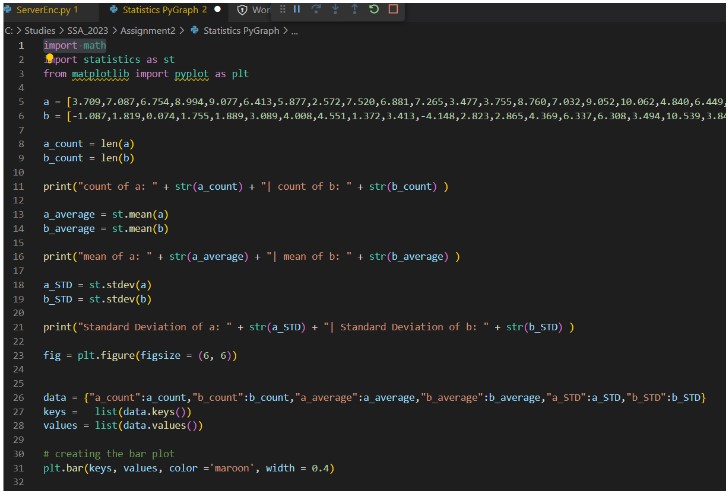 ServerEnc.py 1 Statistics PyGraph 2 Wor
C: > Studies > SSA_2023 > Assignment2 > Statistics PyGraph > ...
1 import math
2 import statistics as st
3 from matplotlib import pyplot as plt
4
5 a = [3.709,7.087,6.754,8.994,9.077,6.413,5.877,2.572,7.520,6.881,7.265,3.477,3.755,8.760,7.032,9.052,10.062,4.840,6.449,
6 b = [-1.087,1.819,0.074,1.755,1.889,3.089,4.008,4.551,1.372,3.413,-4.148,2.823,2.865,4.369,6.337,6.308,3.494,10.539,3.84
7
8 a_count = len(a)
9 b_count = len(b)
10
11 print("count of a: " + str(a_count) + "| count of b: " + str(b_count) )
12
13 a_average = st.mean(a)
14 b_average = st.mean(b)
15
16 print("mean of a: " + str(a_average) + "| mean of b: " + str(b_average) )
17
18 a_STD = st.stdev(a)
19 b_STD = st.stdev(b)
20
21 print("Standard Deviation of a: " + str(a_STD) + "| Standard Deviation of b: " + str(b_STD) )
22
23 fig = plt.figure(figsize = (6, 6))
24
25
26 data = {"a_count":a_count,"b_count":b_count,"a_average":a_average,"b_average":b_average,"a_STD":a_STD,"b_STD":b_STD}
27 keys = list(data.keys())
28 values = list(data.values())
29
30 # creating the bar plot
31 plt.bar(keys, values, color ='maroon', width = 0.4)
32